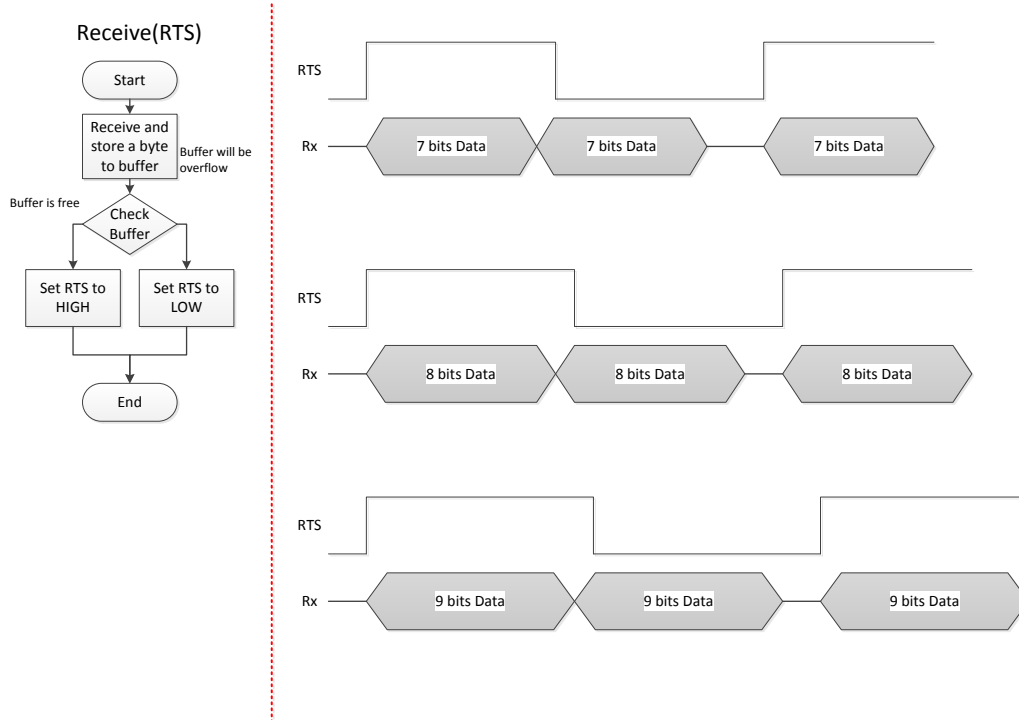 Receive(RTS)
Start
Receive and
store a byte
to buffer
Buffer will be
overflow
Buffer is free
Check
Buffer
Set RTS to
HIGH
Set RTS to
LOW
End
RTS
Rx
7 bits Data
7 bits Data
7 bits Data
RTS
Rx
8 bits Data
8 bits Data
8 bits Data
RTS
Rx
9 bits Data
9 bits Data
9 bits Data